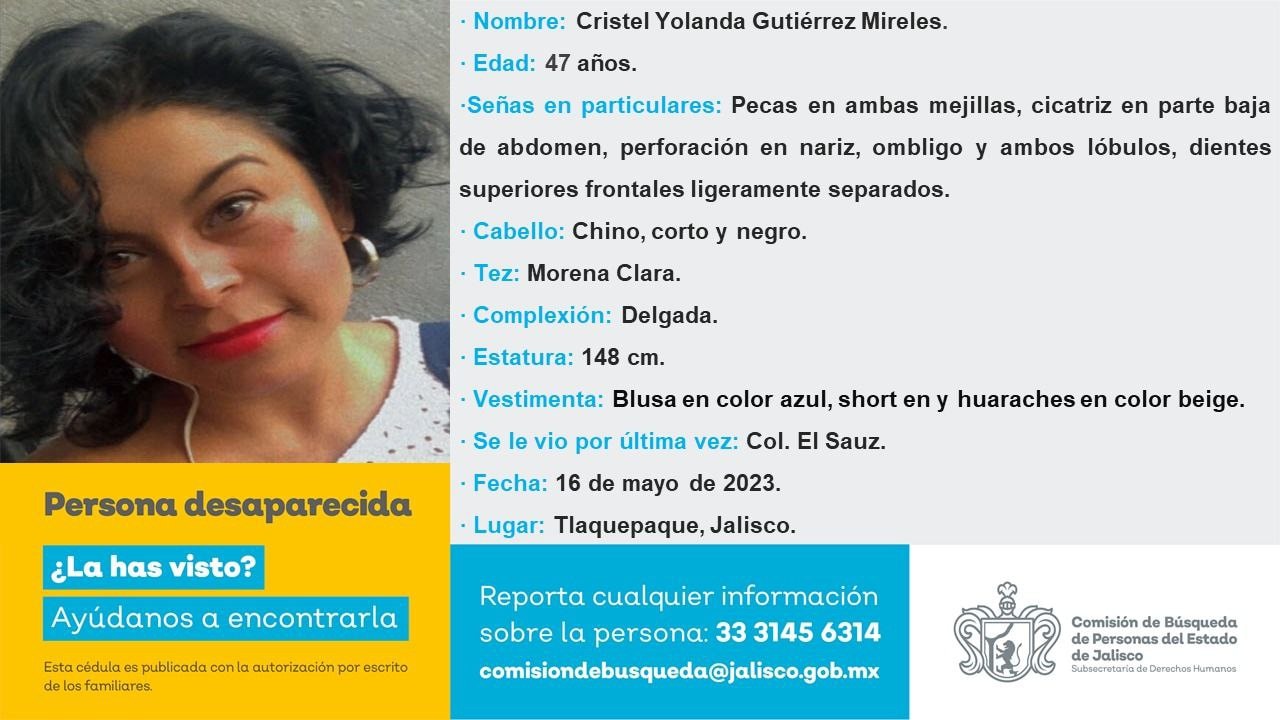 · Nombre: Cristel Yolanda Gutiérrez Mireles.
· Edad: 47 años.
·Señas en particulares: Pecas en ambas mejillas, cicatriz en parte baja
de abdomen, perforación en nariz, ombligo y ambos lóbulos, dientes
superiores frontales ligeramente separados.
· Cabello: Chino, corto y negro.
· Tez: Morena Clara.
· Complexión: Delgada.
· Estatura: 148 cm.
· Vestimenta: Blusa en color azul, short en y huaraches en color beige.
· Se le vio por última vez: Col. El Sauz.
· Fecha: 16 de mayo de 2023.
· Lugar: Tlaquepaque, Jalisco.
Persona desaparecida
¿La has visto?
Ayúdanos a encontrarla
Esta cédula es publicada con la autorización por escrito
de los familiares.
Reporta cualquier información
sobre la persona: 33 3145 6314
comisiondebusqueda@jalisco.gob.mx
Comisión de Búsqueda
de Personas del Estado
de Jalisco
Subsecretaría de Derechos Humanos